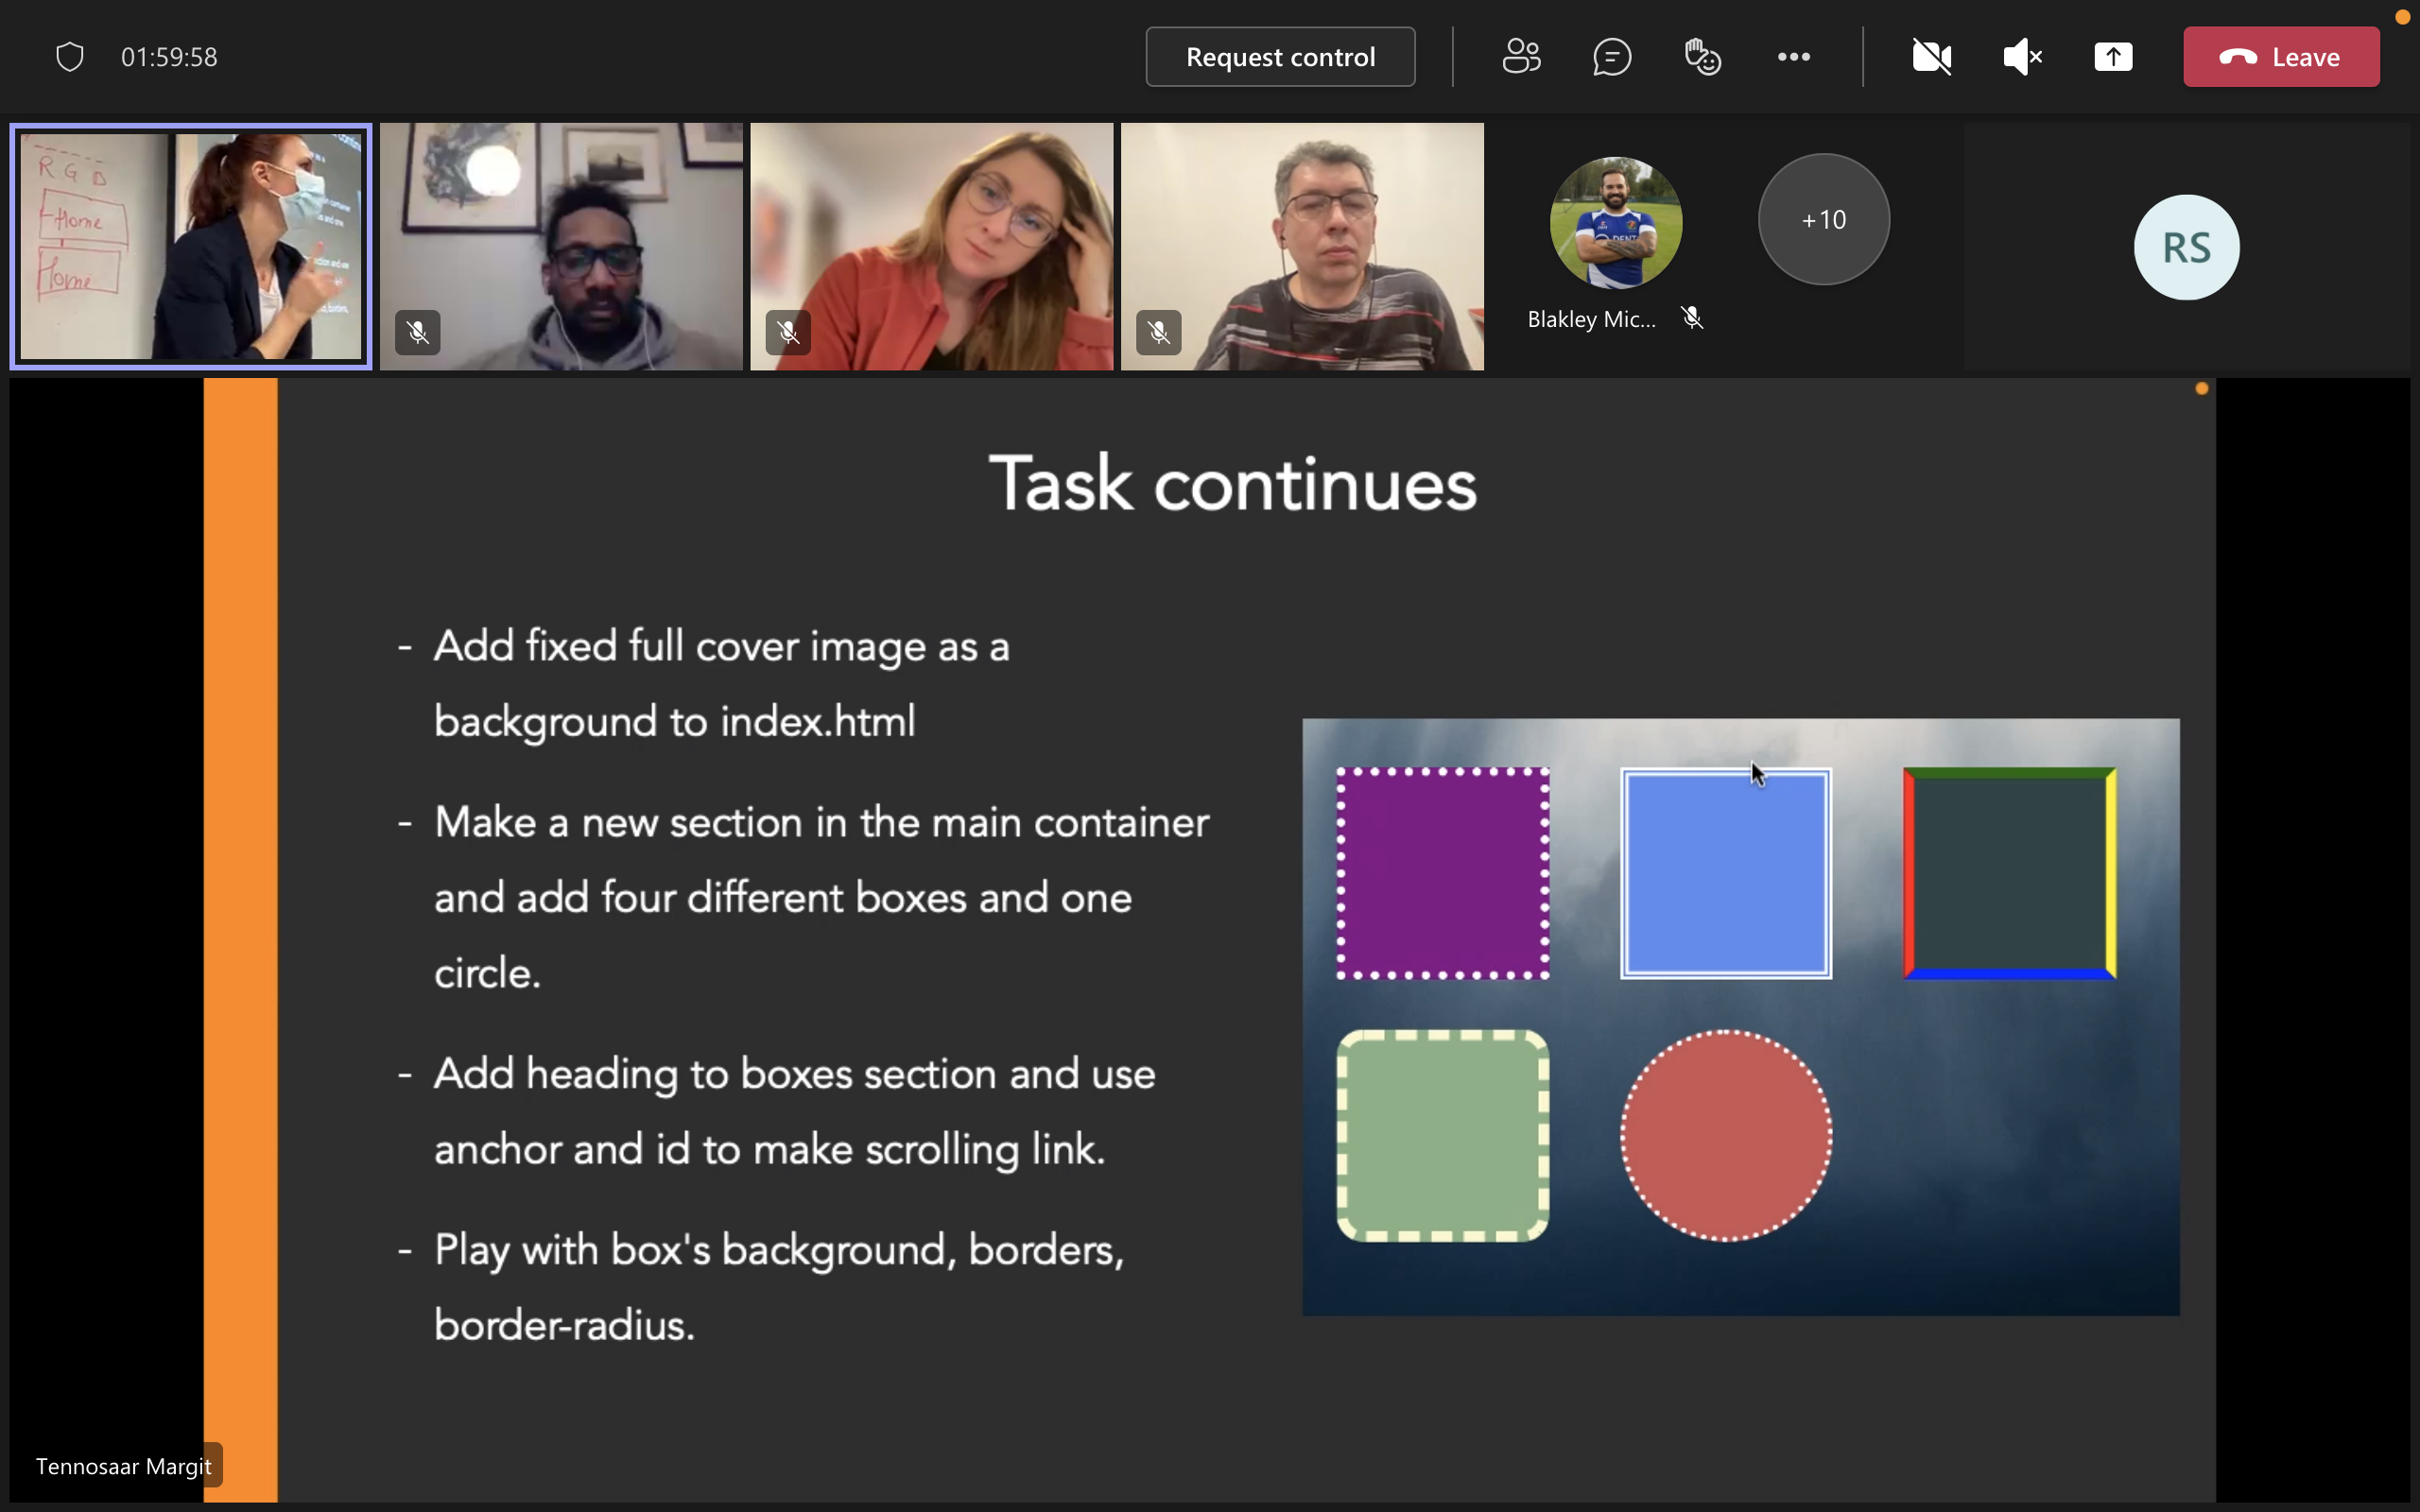 01:59:58
Request control
Leave
R G B
Home
Home
DENT
+10
Blakley Mic...
RS
Task continues
- Add fixed full cover image as a
background to index.html
- Make a new section in the main container
and add four different boxes and one
circle.
- Add heading to boxes section and use
anchor and id to make scrolling link.
- Play with box's background, borders,
border-radius.
Tennosaar Margit